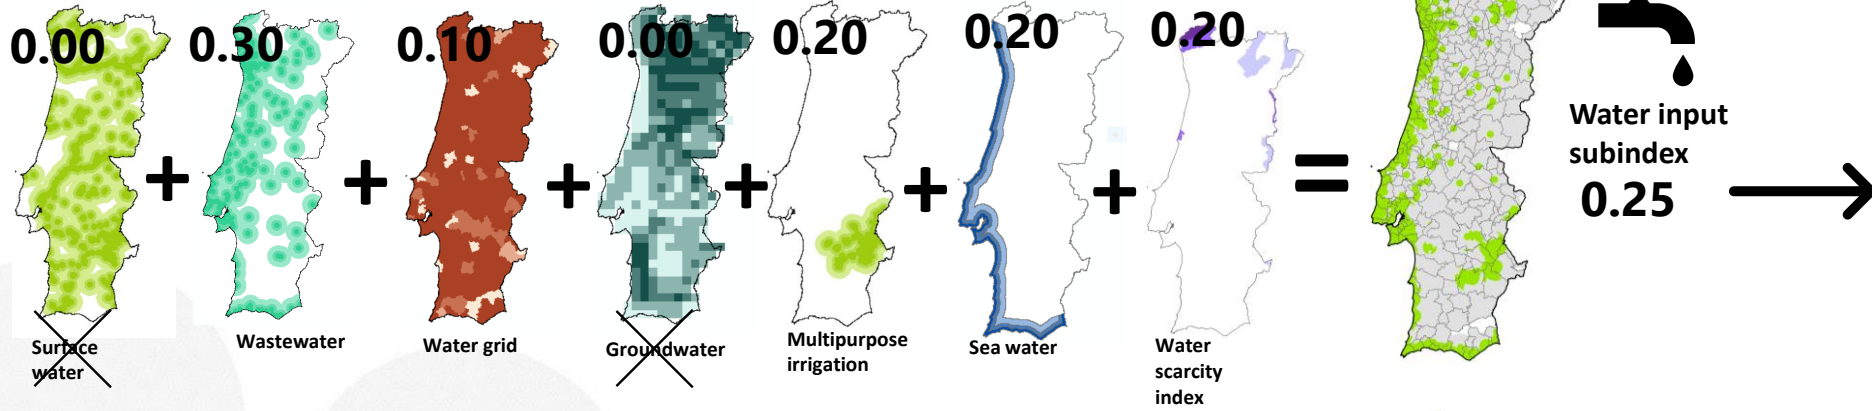 0.00
0.30
0.10
0.00
0.20
0.20
0.20
+
+
+
+
+
+
=
Water input
subindex
0.25
Surface
water
Wastewater
Water grid
Groundwater
Multipurpose
irrigation
Sea water
Water
scarcity
index